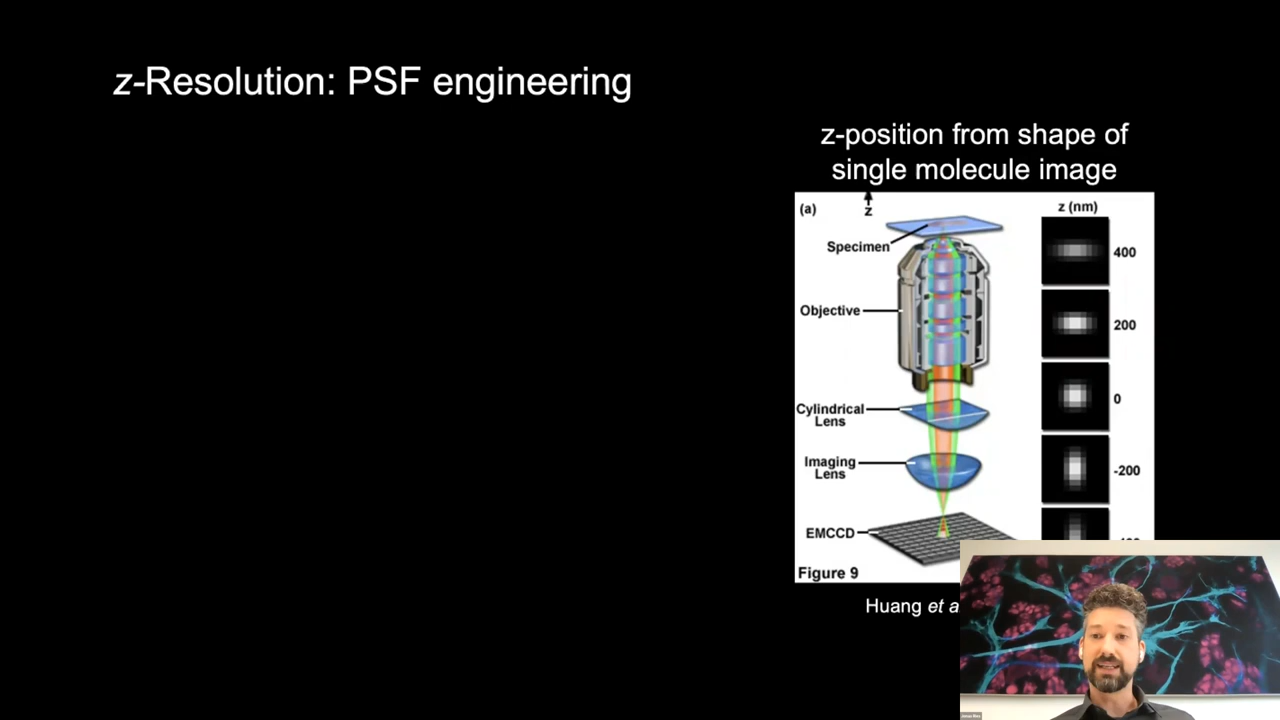 z-Resolution: PSF engineering
z-position from shape of
single molecule image
(a)
z
z (nm)
Specimen
400
Objective
200
0
Cylindrical
Lens
-200
Imaging
Lens
EMCCD
Figure 9
Huang et a